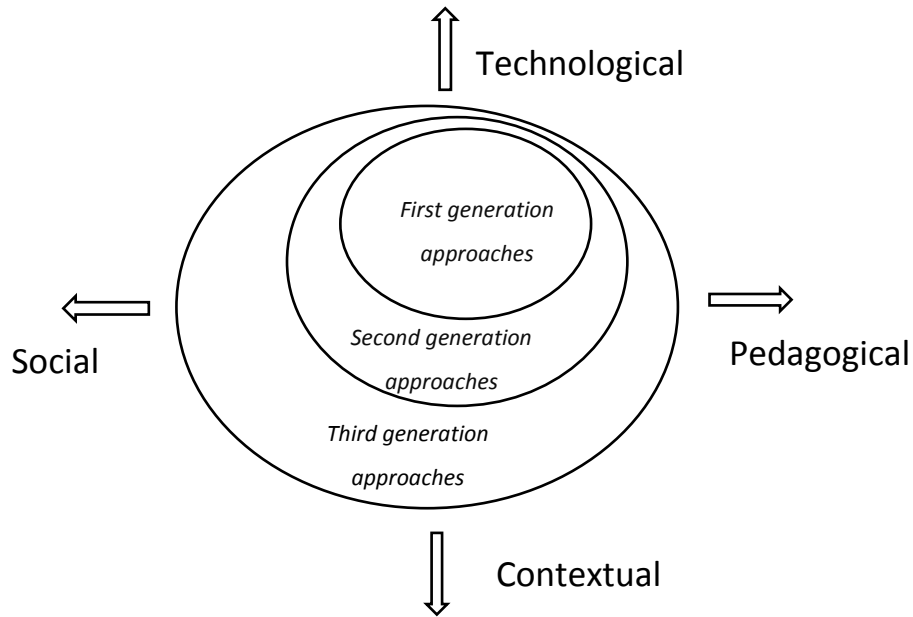 Technological
First generation
approaches
Social
Pedagogical
Second generation
approaches
Third generation
approaches
Contextual